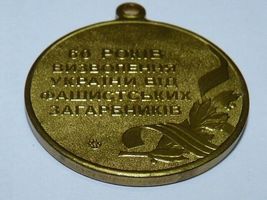 60 РОКІВ
ВИЗВОЛЕННЯ
УКРАЇНИ ВІД
ФАШИСТСЬКИХ
ЗАГАРБНИКІВ